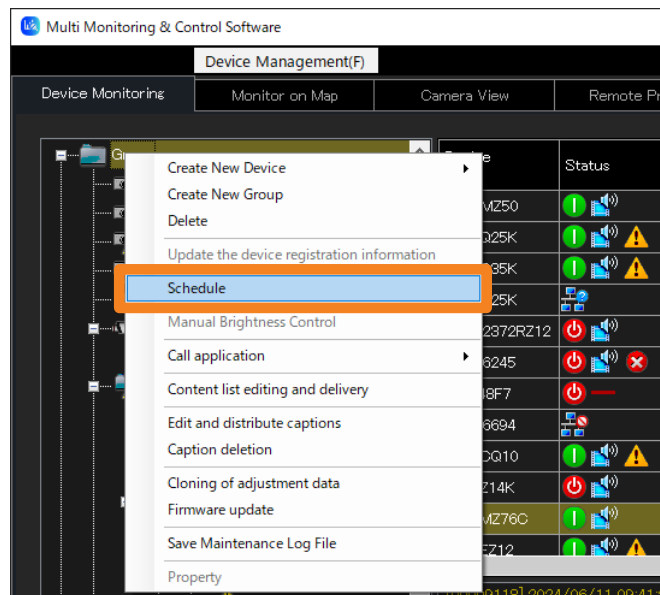 Multi Monitoring & Control Software
Device Management(F)
Device Monitoring
Monitor on Map
Camera View
Remote
Status
Create New Device
Create New Group
Delete
Update the device registration information
Schedule
Manual Brightness Control
Call application
Content list editing and delivery
Edit and distribute captions
Caption deletion
Cloning of adjustment data
Firmware update
Save Maintenance Log File
Property
MZ50
Q25K
35K
25K
2372RZ12
6245
8F7
6694
CQ10
Z14K
MZ76C
FZ12